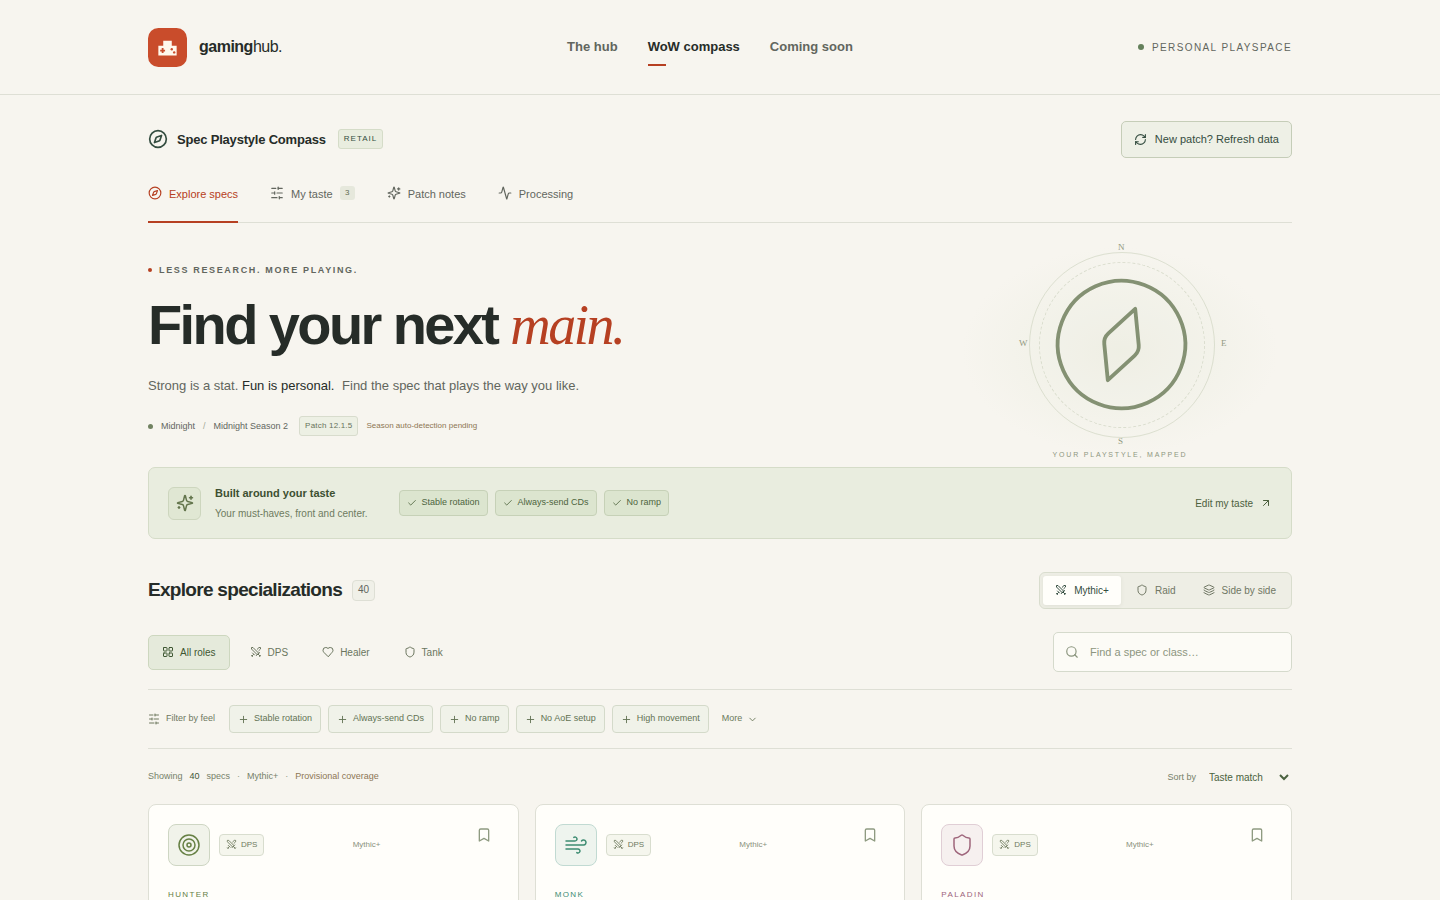 gaminghub.
The hub
WoW compass
Coming soon
PERSONAL PLAYSPACE
Spec Playstyle Compass
RETAIL
New patch? Refresh data
Explore specs
My taste 3
Patch notes
Processing
LESS RESEARCH. MORE PLAYING.
Find your next main.
Strong is a stat. Fun is personal. Find the spec that plays the way you like.
Midnight / Midnight Season 2 Patch 12.1.5 Season auto-detection pending
N
W
E
S
YOUR PLAYSTYLE, MAPPED
Built around your taste
Your must-haves, front and center.
Stable rotation
Always-send CDs
No ramp
Edit my taste
Explore specializations 40
Mythic+
Raid
Side by side
All roles
DPS
Healer
Tank
Find a spec or class…
Filter by feel
Stable rotation
Always-send CDs
No ramp
No AoE setup
High movement
More
Showing 40 specs · Mythic+ · Provisional coverage
Sort by Taste match
DPS
Mythic+
HUNTER
DPS
Mythic+
MONK
DPS
Mythic+
PALADIN